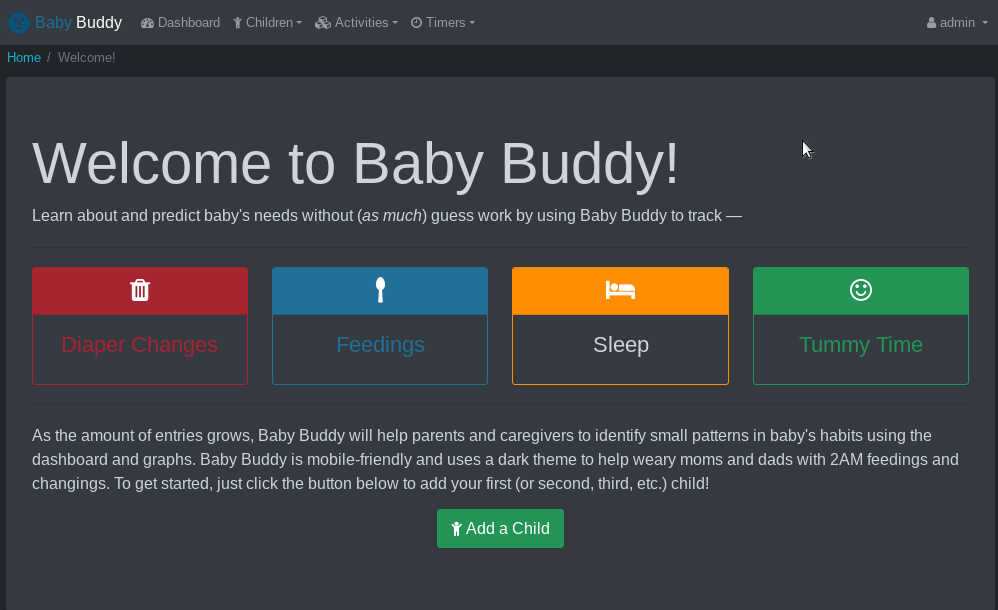 Baby Buddy Dashboard Children Activities Timers admin
Home / Welcome!
Welcome to Baby Buddy!
Learn about and predict baby's needs without (as much) guess work by using Baby Buddy to track —
Diaper Changes Feedings Sleep Tummy Time
As the amount of entries grows, Baby Buddy will help parents and caregivers to identify small patterns in baby's habits using the
dashboard and graphs. Baby Buddy is mobile-friendly and uses a dark theme to help weary moms and dads with 2AM feedings and
changings. To get started, just click the button below to add your first (or second, third, etc.) child!
Add a Child